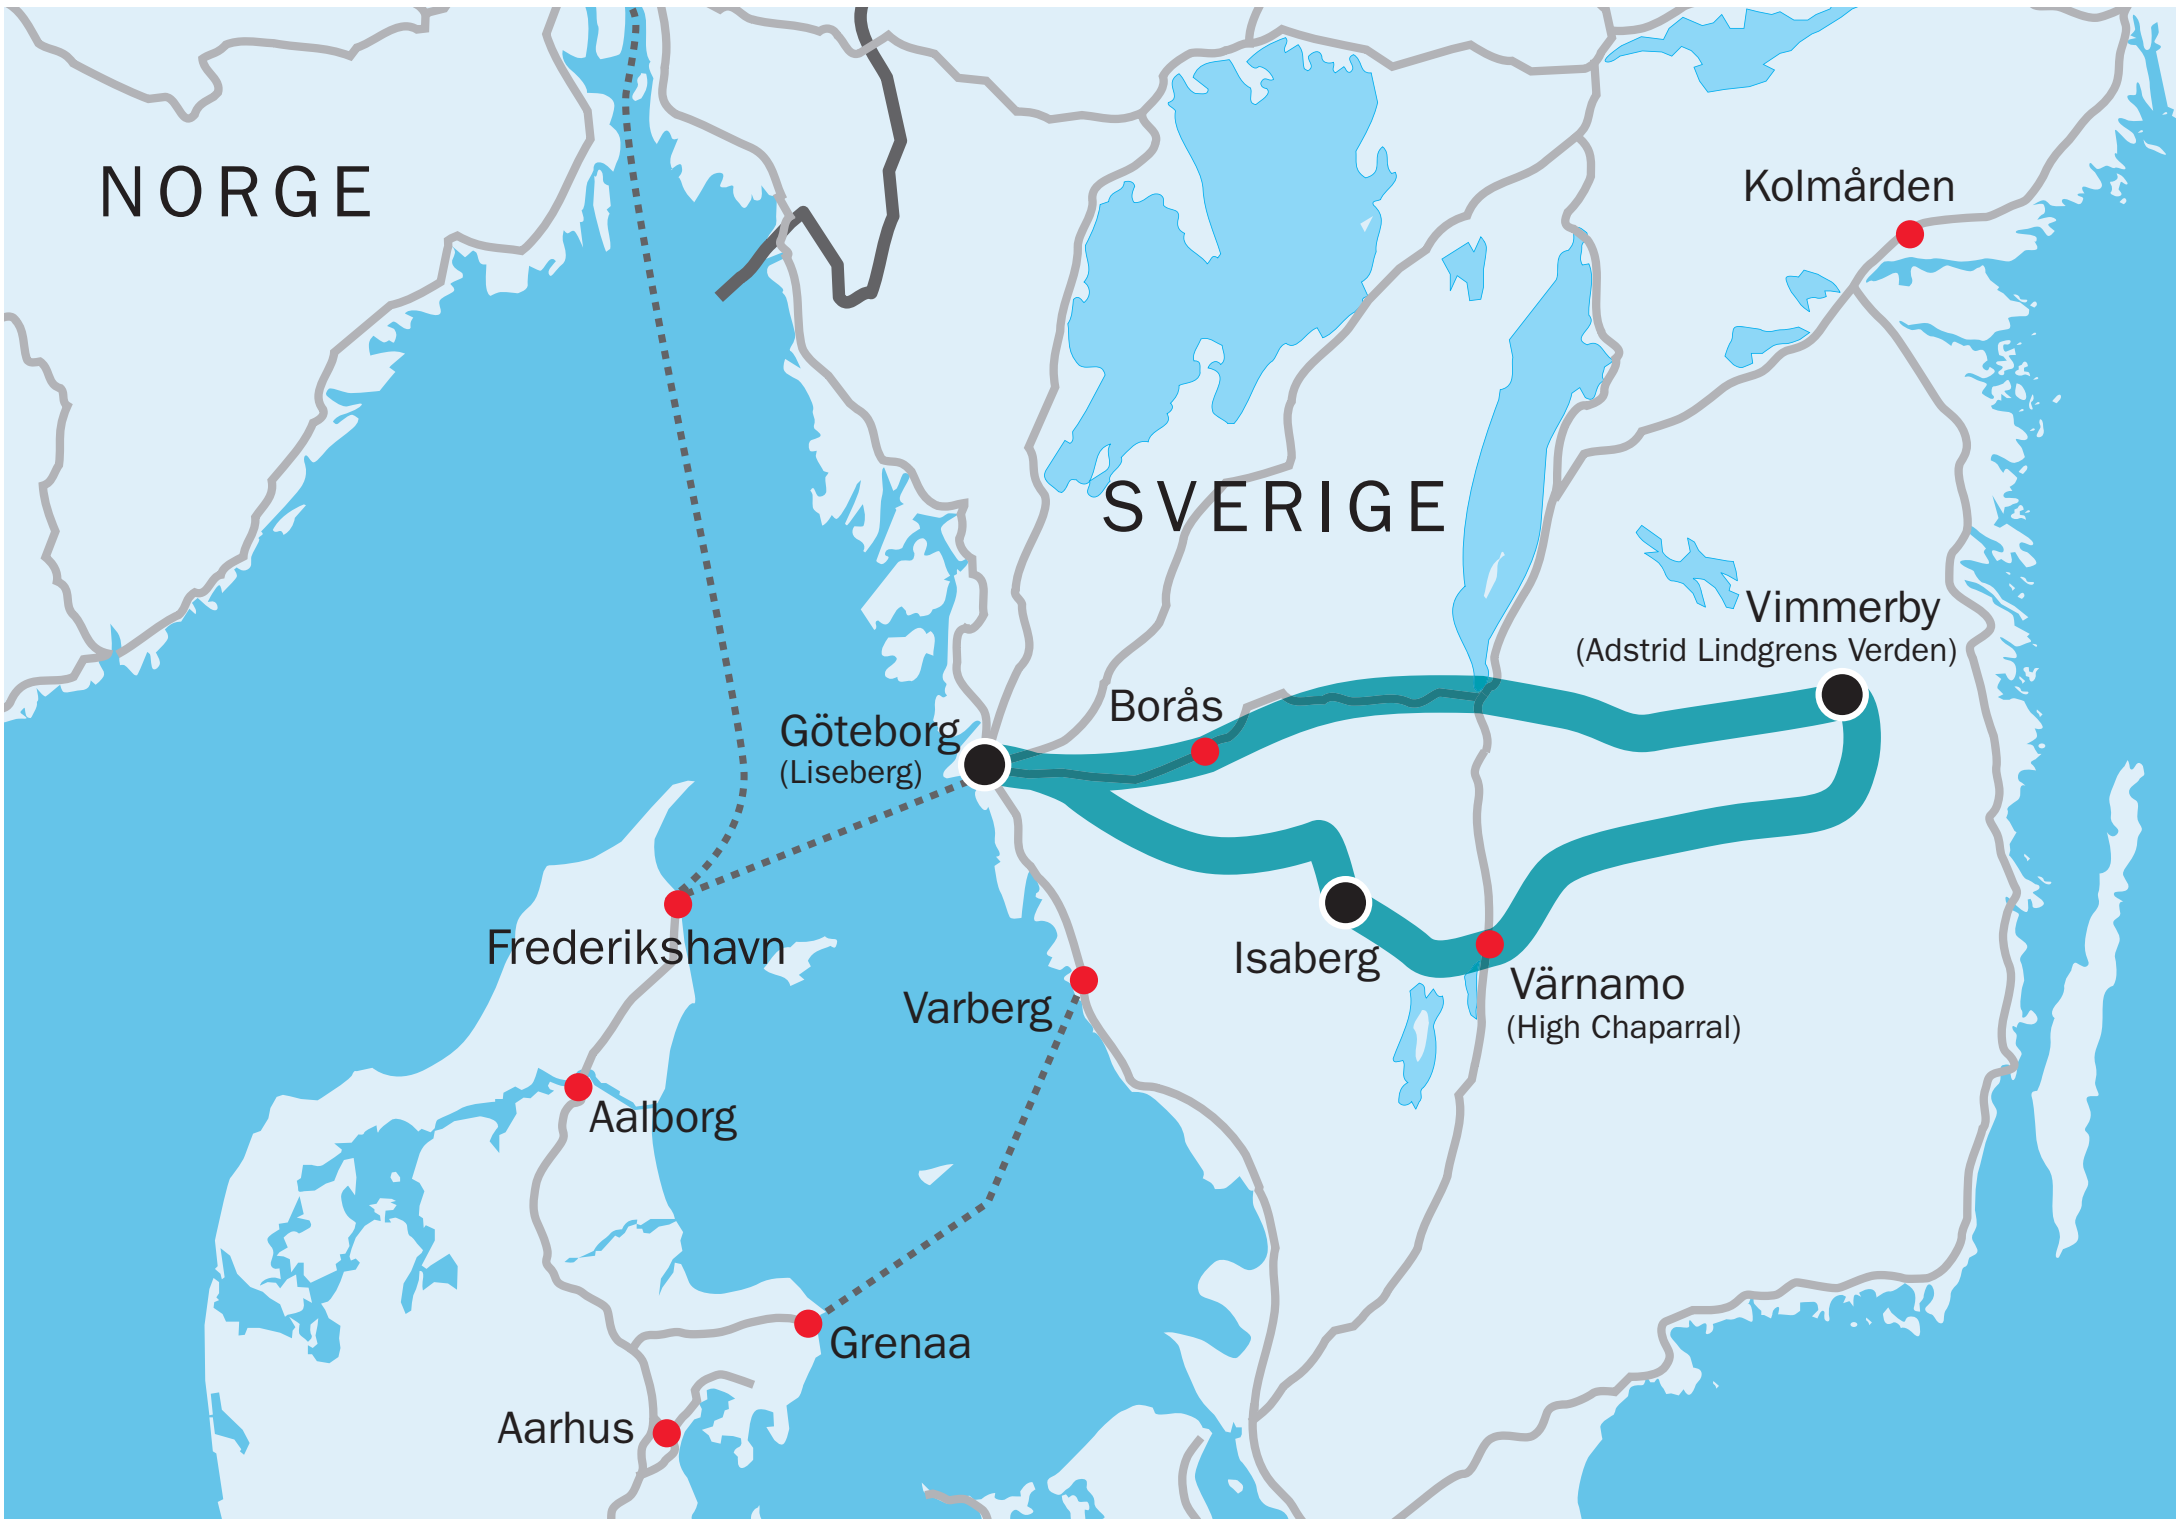 NORGE
Kolmården
SVERIGE
Vimmerby
(Adstrid Lindgrens Verden)
Borås
Göteborg
(Liseberg)
Frederikshavn
Isaberg
Värnamo
(High Chaparral)
Varberg
Aalborg
Grenaa
Aarhus